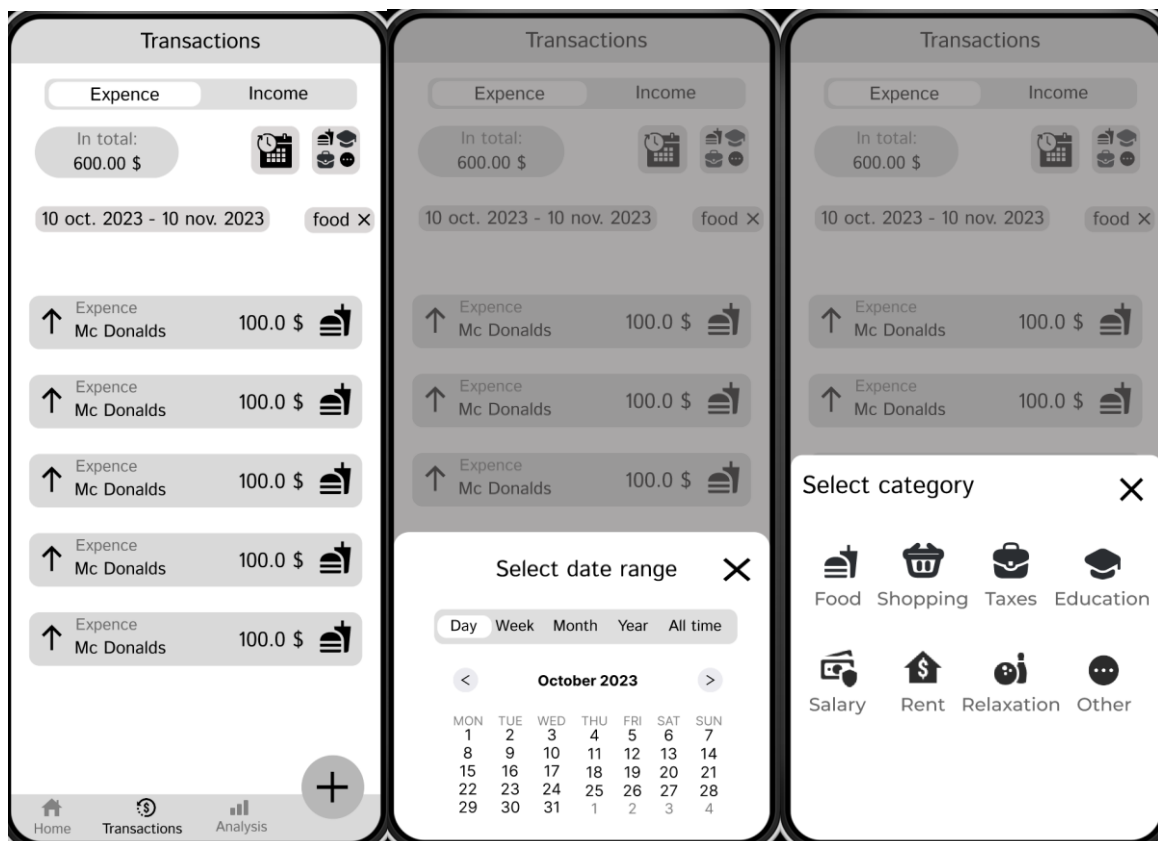 Transactions
Expence Income
In total:
600.00 $
10 oct. 2023 - 10 nov. 2023 food ×
Expence
Mc Donalds 100.0 $
Expence
Mc Donalds 100.0 $
Expence
Mc Donalds 100.0 $
Expence
Mc Donalds 100.0 $
Expence
Mc Donalds 100.0 $
Home Transactions Analysis
Transactions
Expence Income
In total:
600.00 $
10 oct. 2023 - 10 nov. 2023 food ×
Expence
Mc Donalds 100.0 $
Expence
Mc Donalds 100.0 $
Expence
Mc Donalds 100.0 $
Select date range
Day Week Month Year All time
< October 2023 >
MON TUE WED THU FRI SAT SUN
1 2 3 4 5 6 7
8 9 10 11 12 13 14
15 16 17 18 19 20 21
22 23 24 25 26 27 28
29 30 31 1 2 3 4
Transactions
Expence Income
In total:
600.00 $
10 oct. 2023 - 10 nov. 2023 food ×
Expence
Mc Donalds 100.0 $
Expence
Mc Donalds 100.0 $
Select category
Food Shopping Taxes Education
Salary Rent Relaxation Other